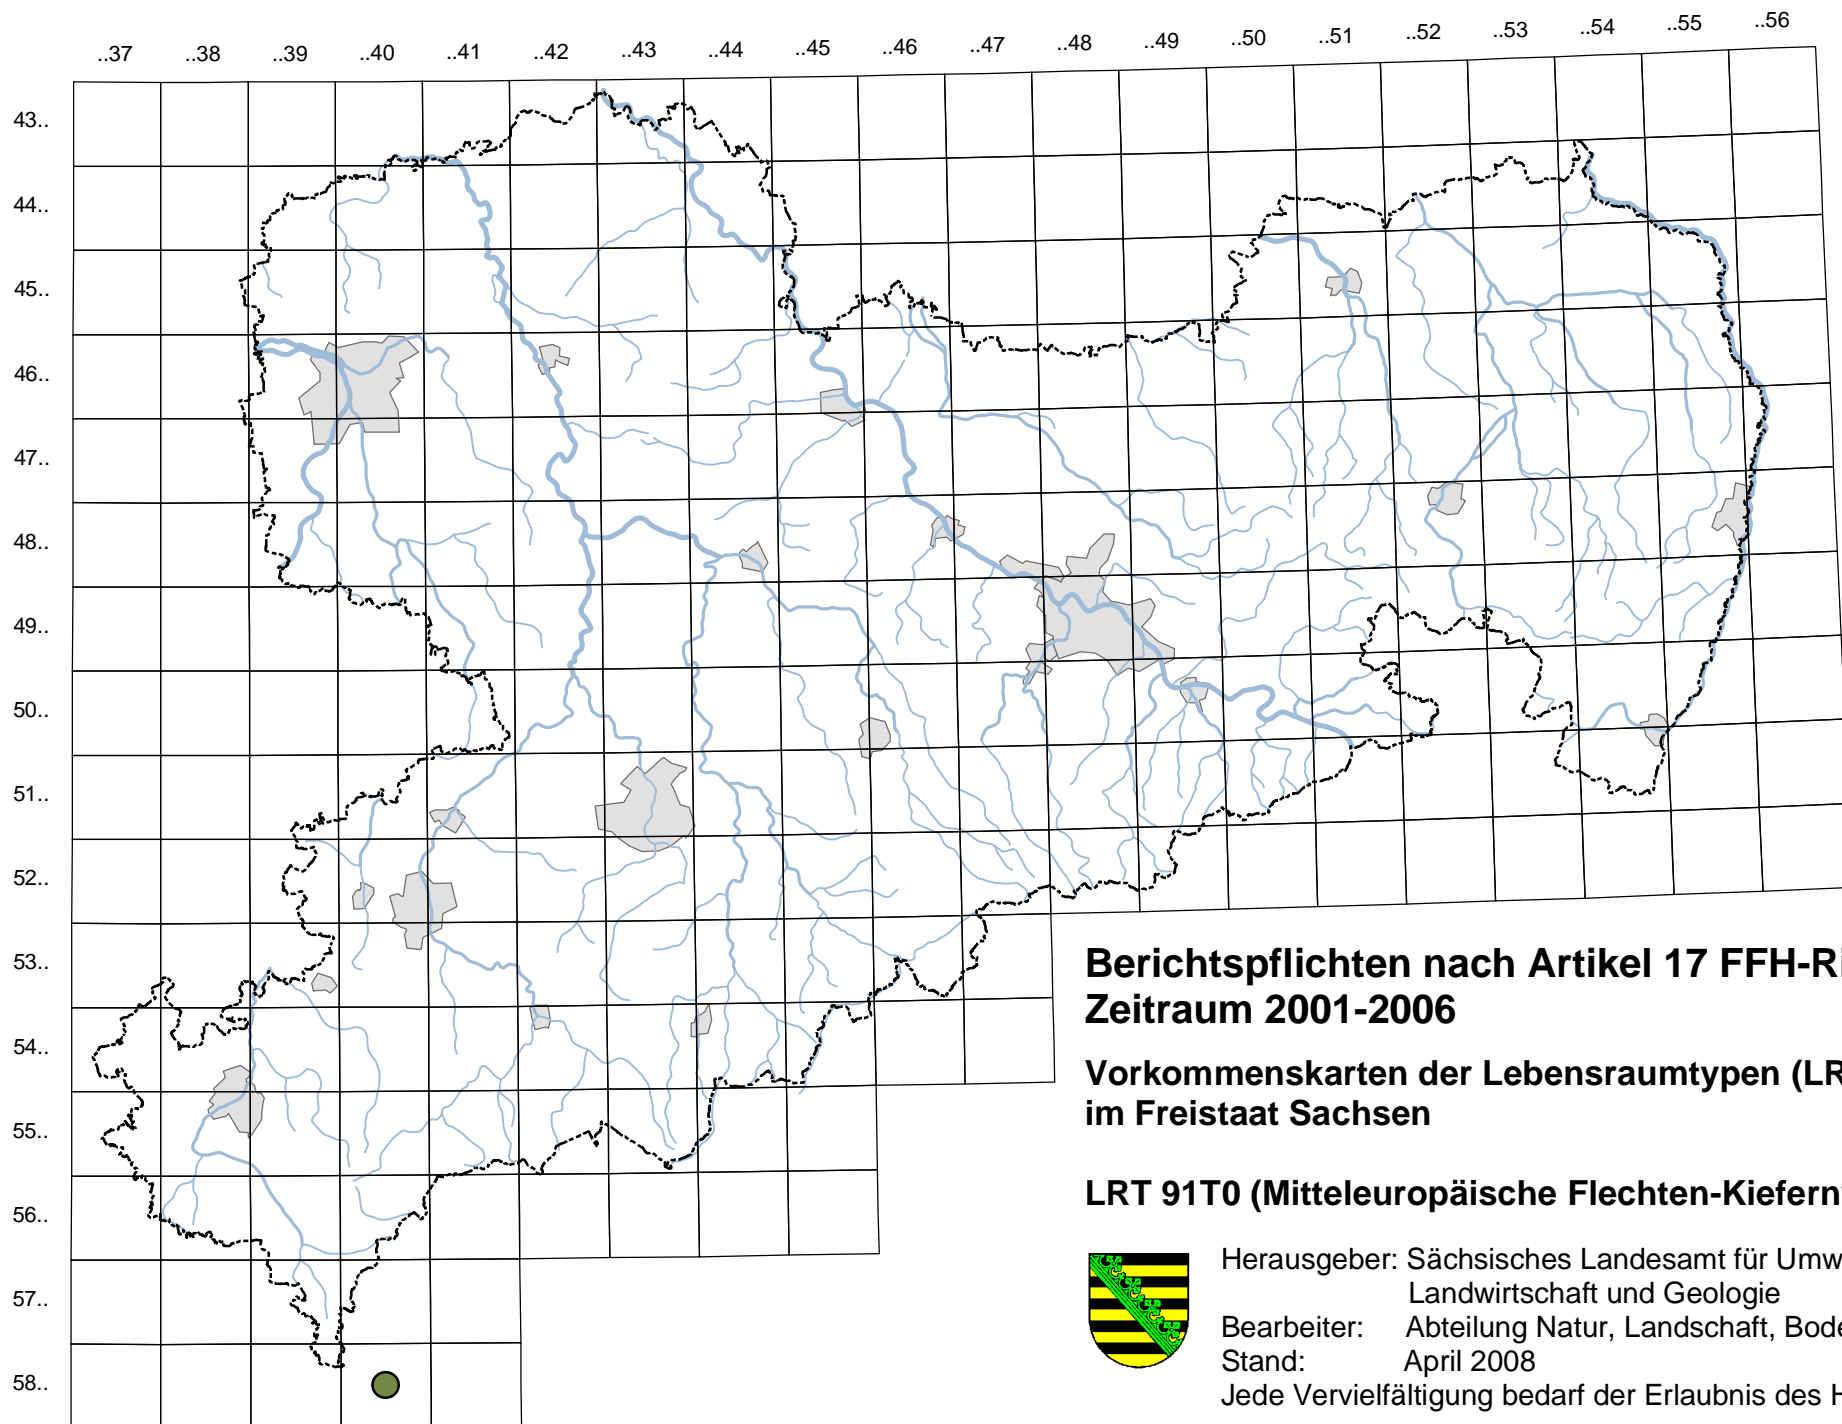 ..37 ..38 ..39 ..40 ..41 ..42 ..43 ..44 ..45 ..46 ..47 ..48 ..49 ..50 ..51 ..52 ..53 ..54 ..55 ..56
43..
44..
45..
46..
47..
48..
49..
50..
51..
52..
53..
54..
55..
56..
57..
58..
Berichtspflichten nach Artikel 17 FFH-Ri
Zeitraum 2001-2006
Vorkommenskarten der Lebensraumtypen (LR
im Freistaat Sachsen
LRT 91T0 (Mitteleuropäische Flechten-Kiefern
Herausgeber: Sächsisches Landesamt für Umw
Landwirtschaft und Geologie
Bearbeiter: Abteilung Natur, Landschaft, Bode
Stand: April 2008
Jede Vervielfältigung bedarf der Erlaubnis des H